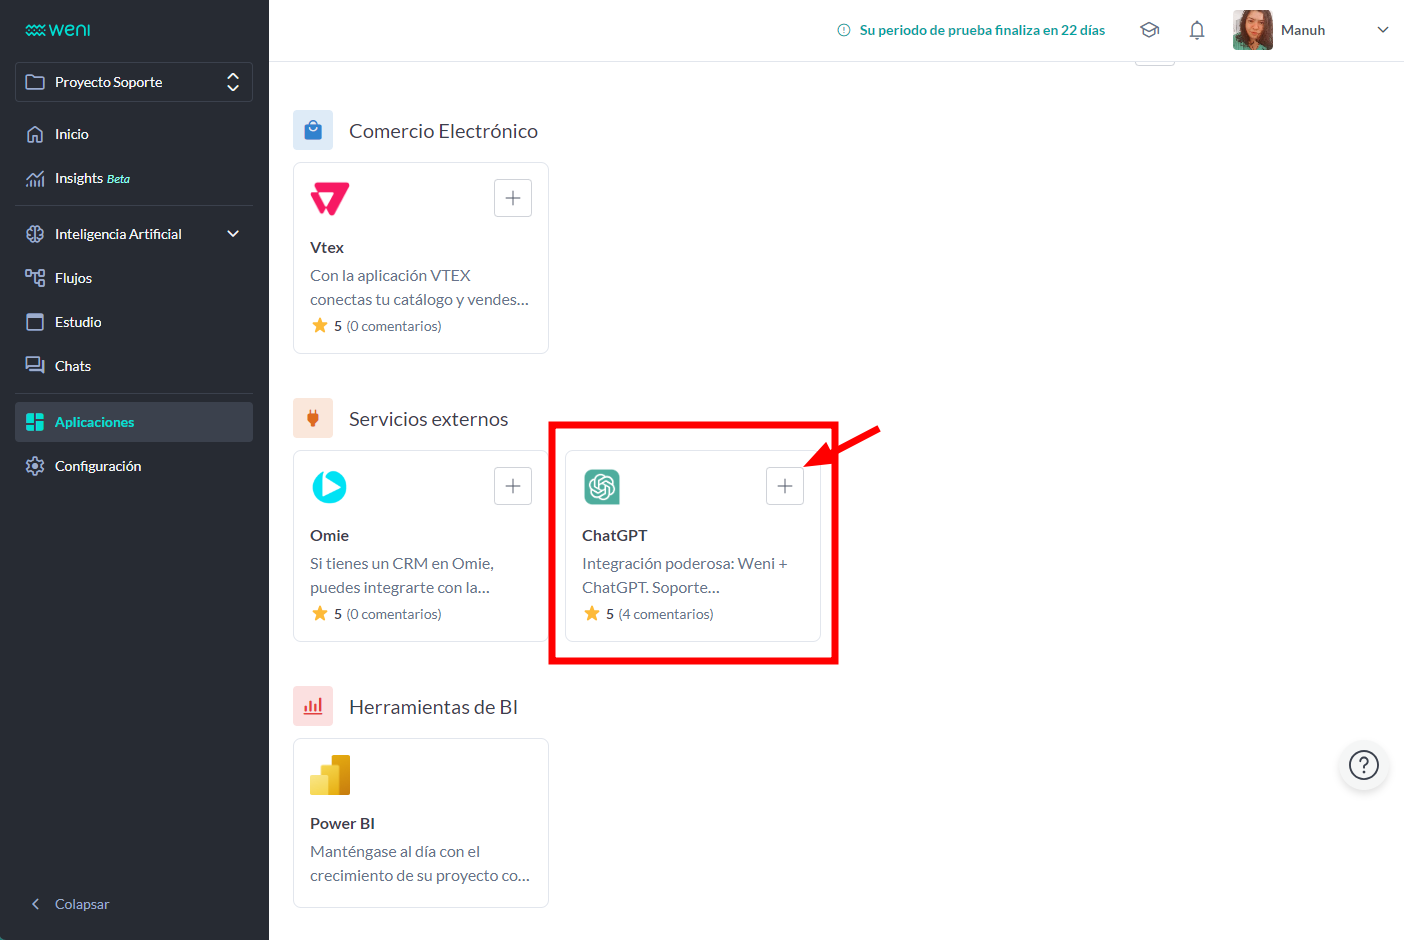 weni
Su periodo de prueba finaliza en 22 días
Manuh
Proyecto Soporte
Inicio
Insights Beta
Inteligencia Artificial
Flujos
Estudio
Chats
Aplicaciones
Configuración
Colapsar
Comercio Electrónico
Vtex
Con la aplicación VTEX
conectas tu catálogo y vendes...
5 (0 comentarios)
Servicios externos
Omie
Si tienes un CRM en Omie,
puedes integrarte con la...
5 (0 comentarios)
ChatGPT
Integración poderosa: Weni +
ChatGPT. Soporte...
5 (4 comentarios)
Herramientas de BI
Power BI
Manténgase al día con el
crecimiento de su proyecto co...